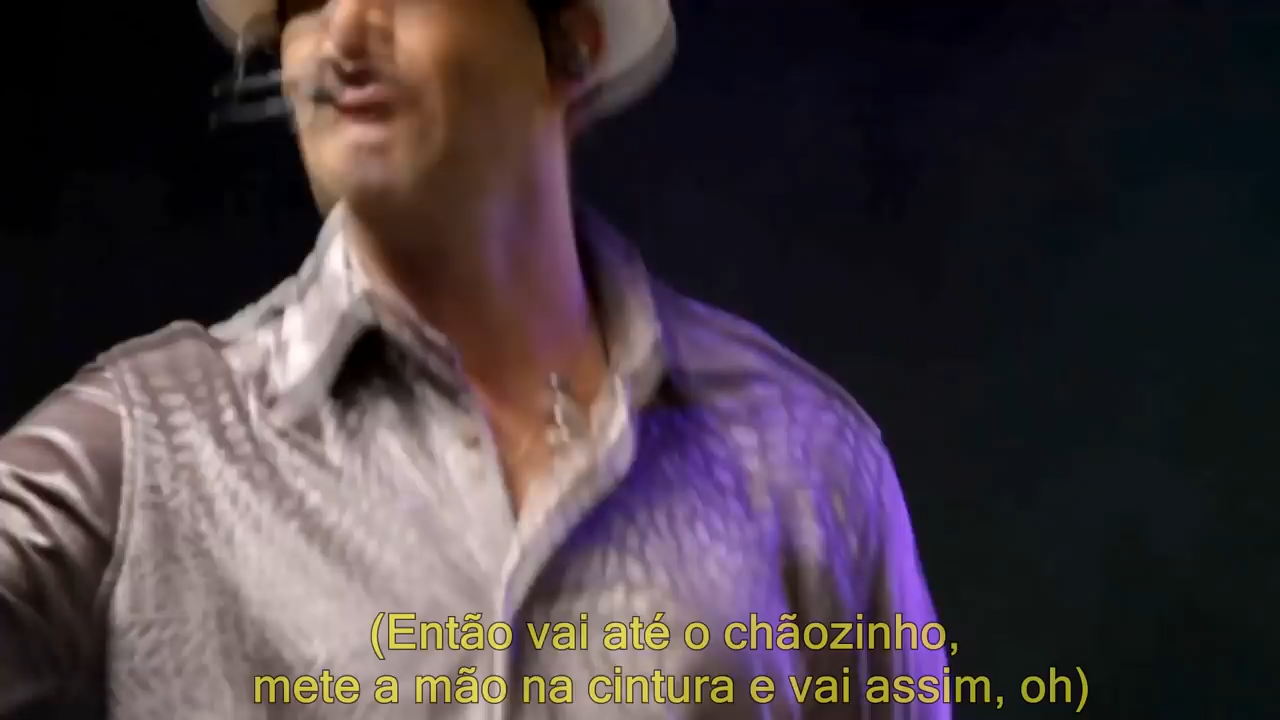 (Então vai até o chãozinho,
mete a mão na cintura e vai assim, oh)